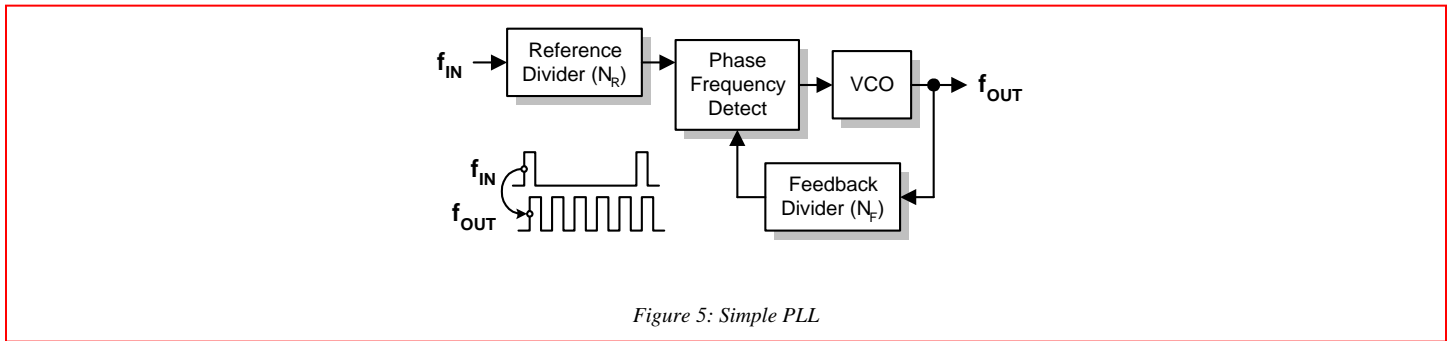 f_IN
Reference
Divider (N_R)
Phase
Frequency
Detect
VCO
f_OUT
f_IN
f_OUT
Feedback
Divider (N_F)
Figure 5: Simple PLL